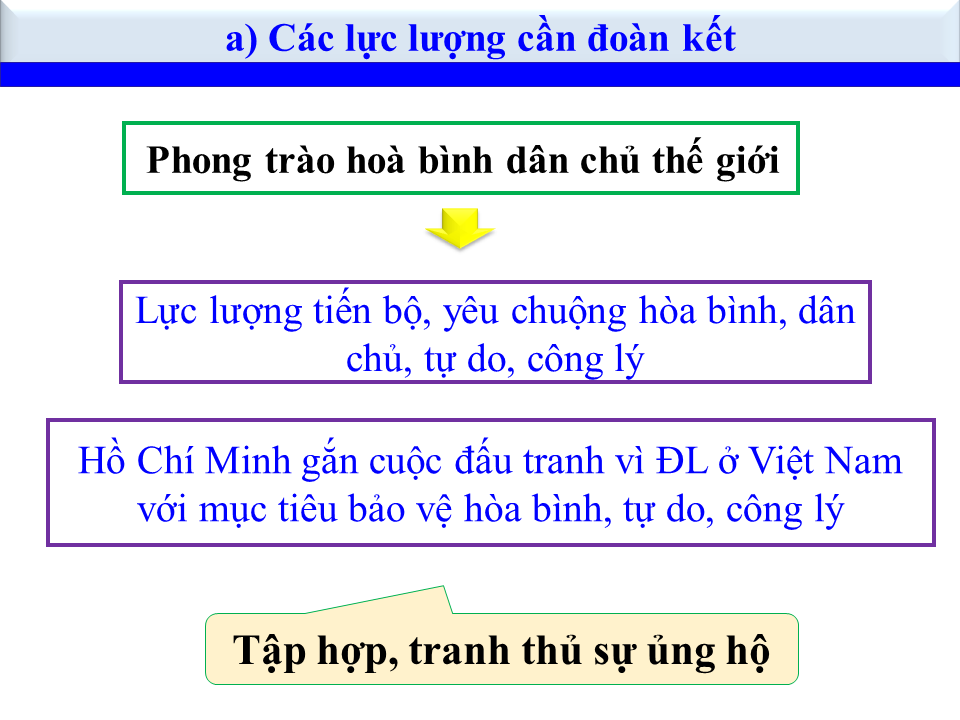 a) Các lực lượng cần đoàn kết
Phong trào hoà bình dân chủ thế giới
Lực lượng tiến bộ, yêu chuộng hòa bình, dân
chủ, tự do, công lý
Hồ Chí Minh gắn cuộc đấu tranh vì ĐL ở Việt Nam
với mục tiêu bảo vệ hòa bình, tự do, công lý
Tập hợp, tranh thủ sự ủng hộ